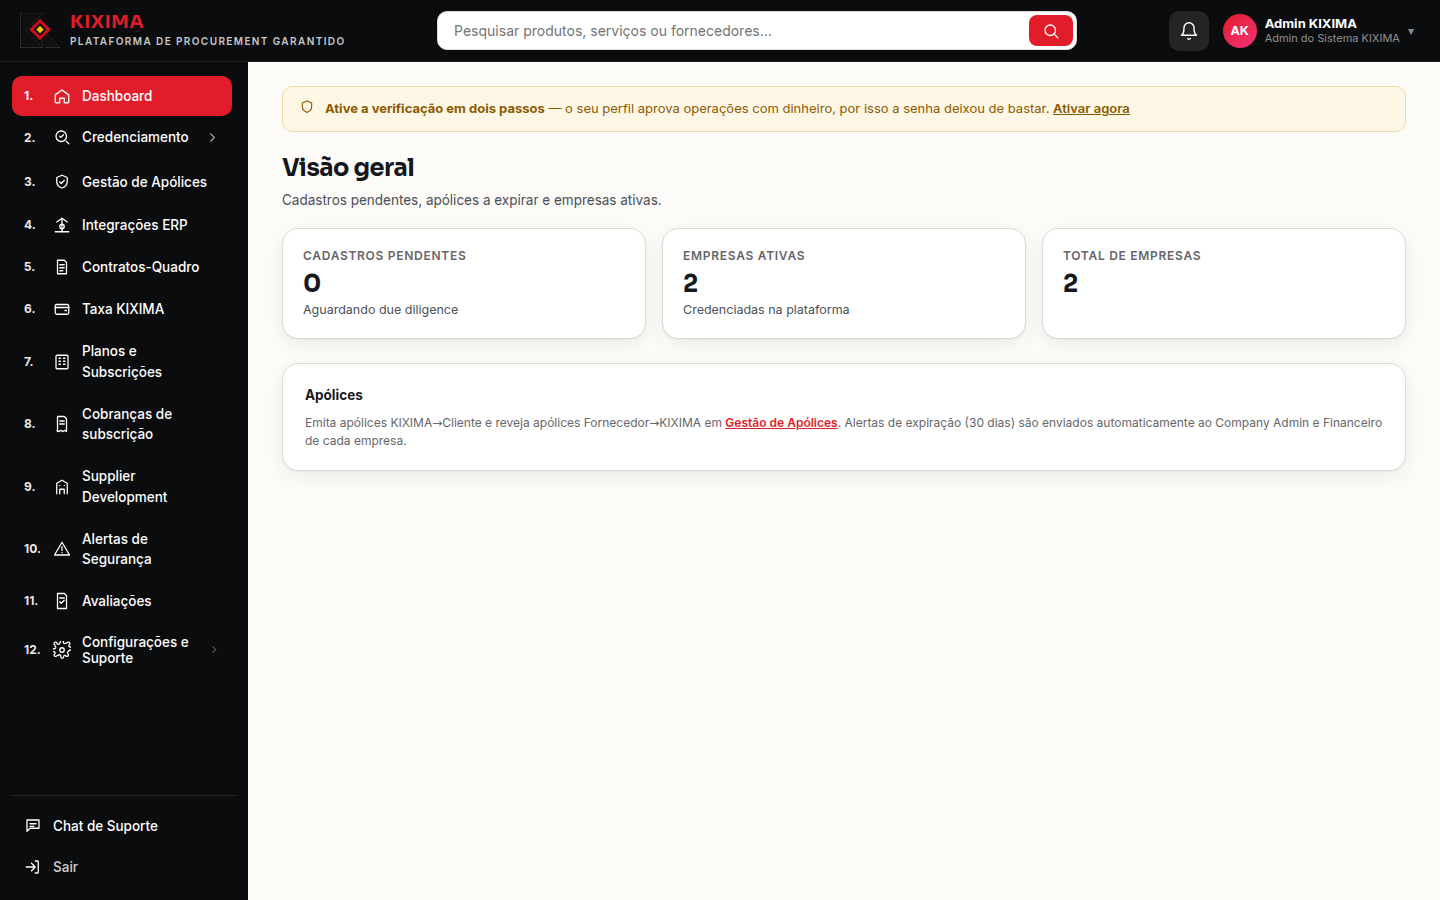 KIXIMA
PLATAFORMA DE PROCUREMENT GARANTIDO
Pesquisar produtos, serviços ou fornecedores...
AK
Admin KIXIMA
Admin do Sistema KIXIMA
1. Dashboard
2. Credenciamento
3. Gestão de Apólices
4. Integrações ERP
5. Contratos-Quadro
6. Taxa KIXIMA
7. Planos e
Subscrições
8. Cobranças de
subscrição
9. Supplier
Development
10. Alertas de
Segurança
11. Avaliações
12. Configurações e
Suporte
Chat de Suporte
Sair
Ative a verificação em dois passos — o seu perfil aprova operações com dinheiro, por isso a senha deixou de bastar. Ativar agora
Visão geral
Cadastros pendentes, apólices a expirar e empresas ativas.
CADASTROS PENDENTES
0
Aguardando due diligence
EMPRESAS ATIVAS
2
Credenciadas na plataforma
TOTAL DE EMPRESAS
2
Apólices
Emita apólices KIXIMA→Cliente e reveja apólices Fornecedor→KIXIMA em Gestão de Apólices. Alertas de expiração (30 dias) são enviados automaticamente ao Company Admin e Financeiro
de cada empresa.